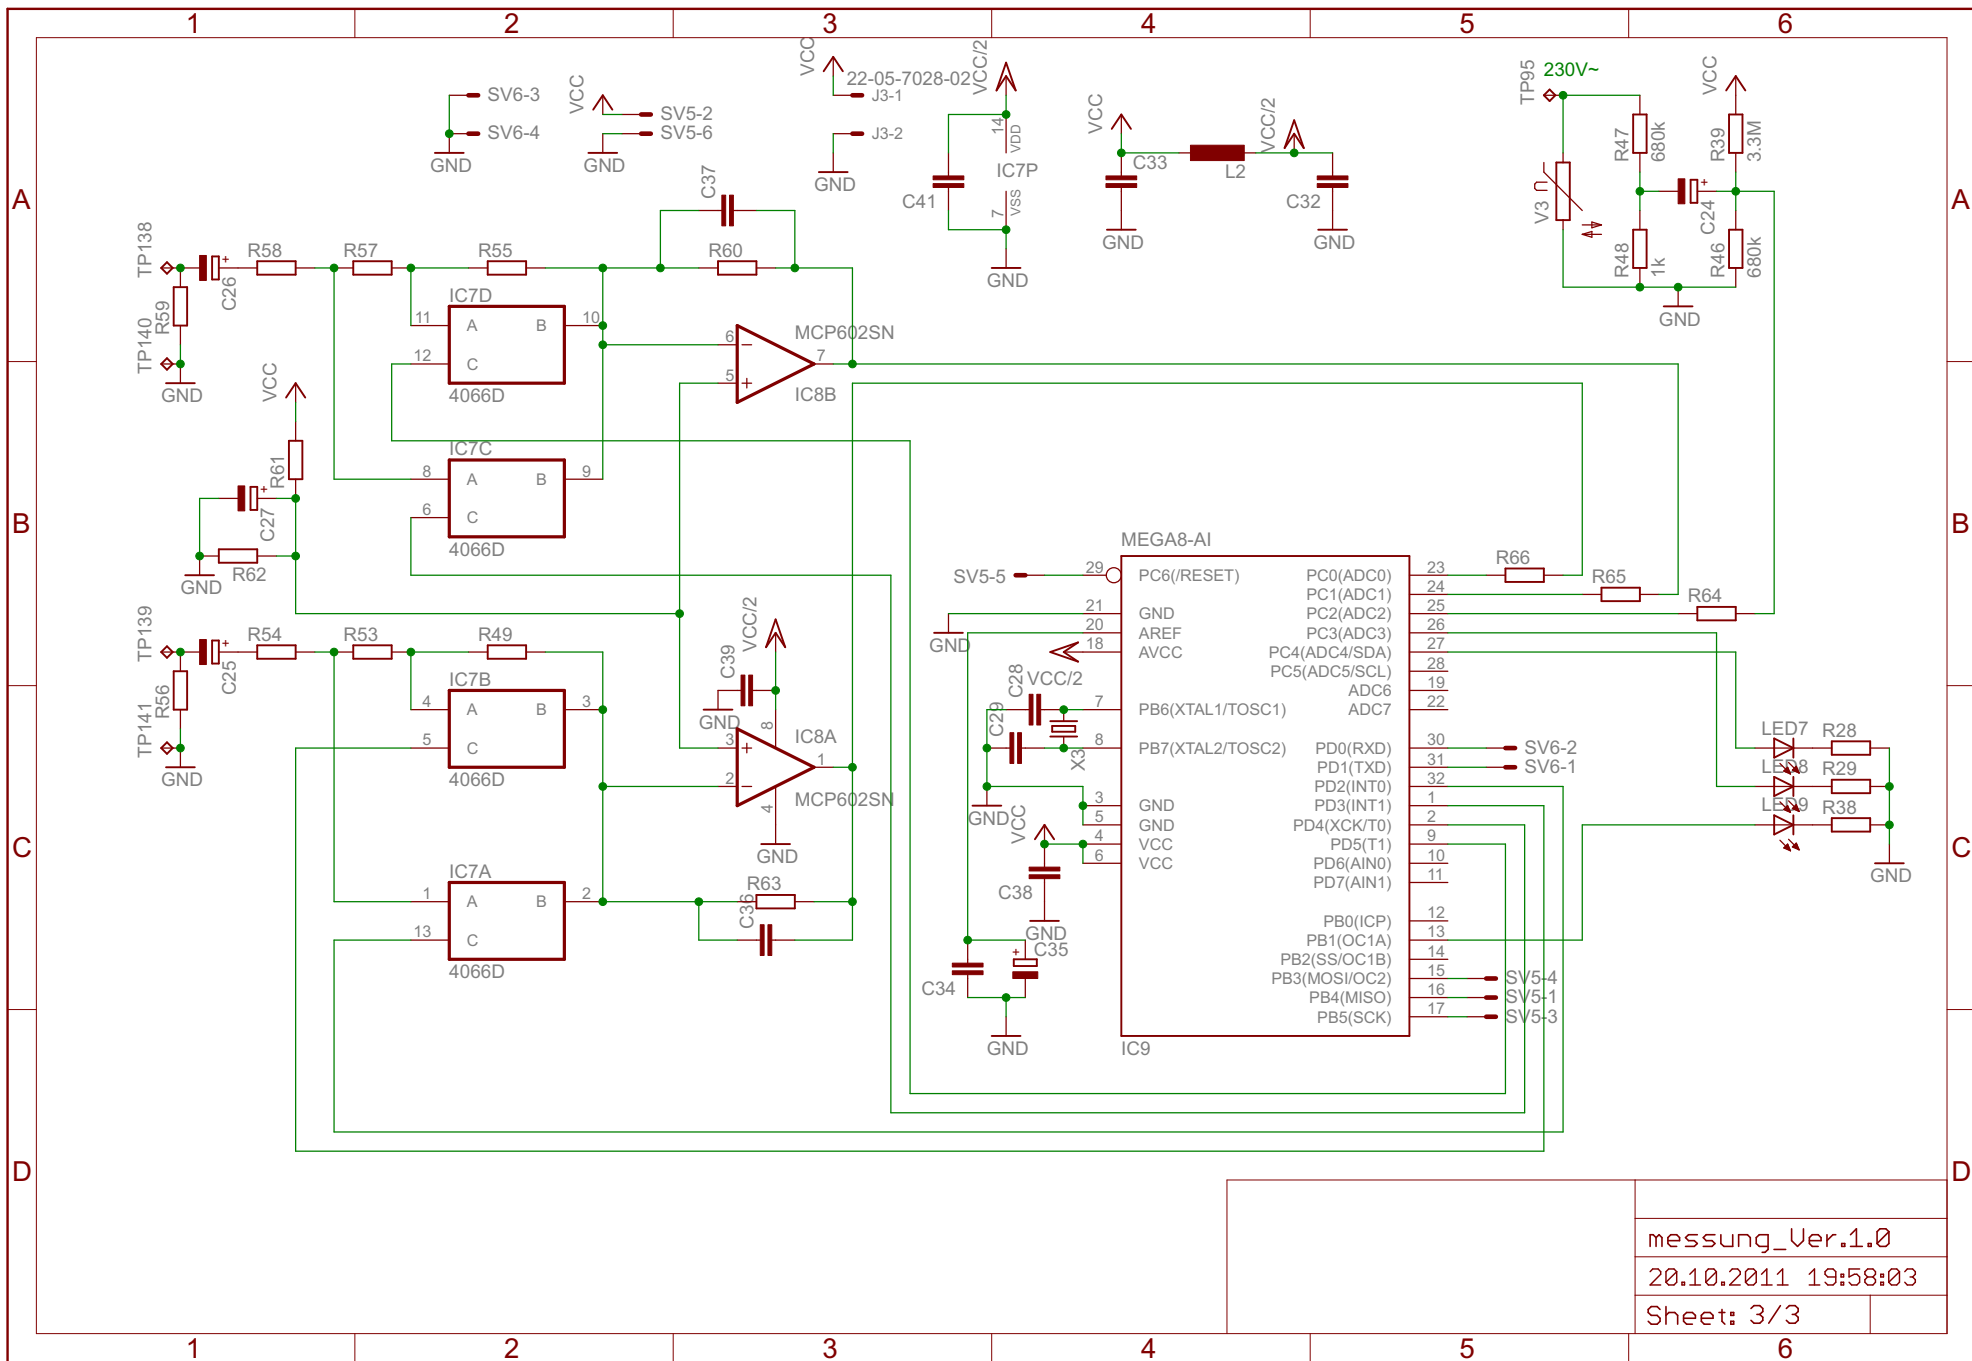 1 2 3 4 5 6
A
B
C
D
A
B
C
D
1 2 3 4 5 6
SV6-3
SV6-4
GND
VCC
SV5-2
SV5-6
GND
VCC
22-05-7028-02
J3-1
J3-2
GND
VCC/2
14
VDD
IC7P
VSS
7
C41
GND
VCC
C33
GND
L2
VCC/2
C32
GND
TP95
230V~
V3
R47
680k
R48
1k
C24
VCC
R39
3.3M
R46
680k
GND
TP138
TP140
R59
GND
C26
R58
R57
R55
C37
R60
IC7D
11 A B 10
12 C
4066D
6
5
7
MCP602SN
IC8B
VCC
R61
C27
R62
GND
IC7C
8 A B 9
6 C
4066D
TP139
TP141
R56
GND
C25
R54
R53
R49
IC7B
4 A B 3
5 C
4066D
C39
GND
VCC/2
8
3
2
1
4
IC8A
MCP602SN
GND
IC7A
1 A B 2
13 C
4066D
R63
C36
MEGA8-AI
SV5-5
29 PC6(/RESET)
21 GND
20 AREF
18 AVCC
7 PB6(XTAL1/TOSC1)
8 PB7(XTAL2/TOSC2)
3 GND
5 GND
4 VCC
6 VCC
GND
VCC/2
C28
C29
X3
GND
VCC
C38
GND
C34
C35
GND
PC0(ADC0) 23
PC1(ADC1) 24
PC2(ADC2) 25
PC3(ADC3) 26
PC4(ADC4/SDA) 27
PC5(ADC5/SCL) 28
ADC6 19
ADC7 22
PD0(RXD) 30
PD1(TXD) 31
PD2(INT0) 32
PD3(INT1) 1
PD4(XCK/T0) 2
PD5(T1) 9
PD6(AIN0) 10
PD7(AIN1) 11
PB0(ICP) 12
PB1(OC1A) 13
PB2(SS/OC1B) 14
PB3(MOSI/OC2) 15
PB4(MISO) 16
PB5(SCK) 17
IC9
R66
R65
R64
SV6-2
SV6-1
SV5-4
SV5-1
SV5-3
LED7 R28
LED8 R29
LED9 R38
GND
messung_Ver.1.0
20.10.2011 19:58:03
Sheet: 3/3